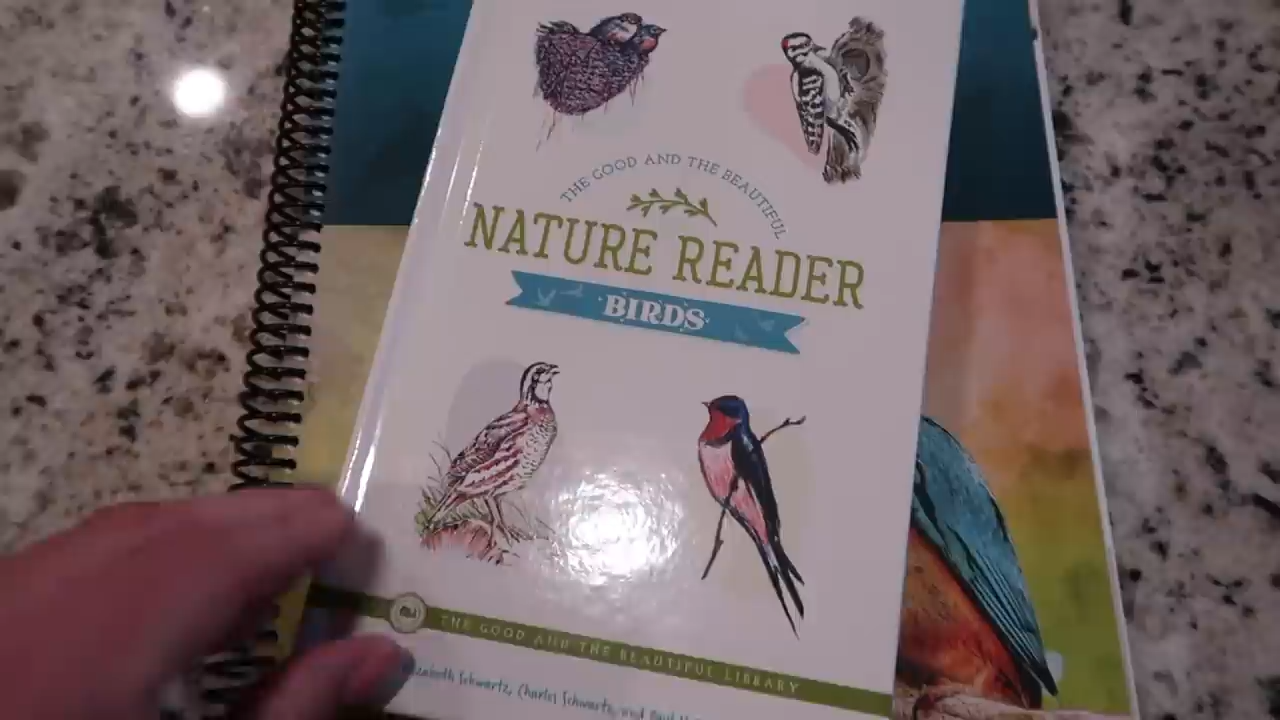 THE GOOD AND THE BEAUTIFUL
NATURE READER
BIRDS
THE GOOD AND THE BEAUTIFUL LIBRARY
Schwartz, Charles Schwartz, and Paul